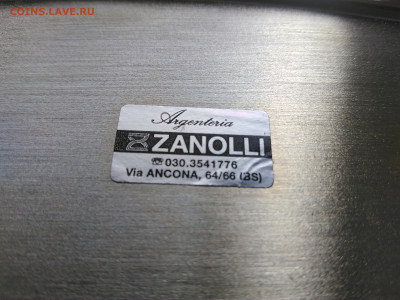 COINS.LAVE.RU
Argenteria
ZANOLLI
☎030.3541776
Via ANCONA, 64/66 (BS)